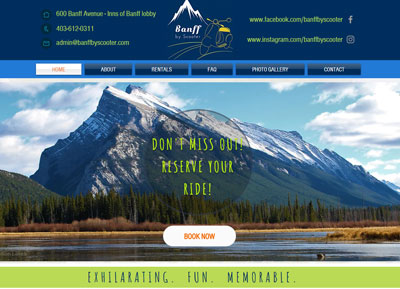 600 Banff Avenue - Inns of Banff lobby
403-612-0311
admin@banffbyscooter.com
Banff
by Scooter
www.facebook.com/banffbyscooter
www.instagram.com/banffbyscooter
HOME ABOUT RENTALS FAQ PHOTO GALLERY CONTACT
DON'T MISS OUT!
RESERVE YOUR
RIDE!
BOOK NOW
EXHILARATING. FUN. MEMORABLE.